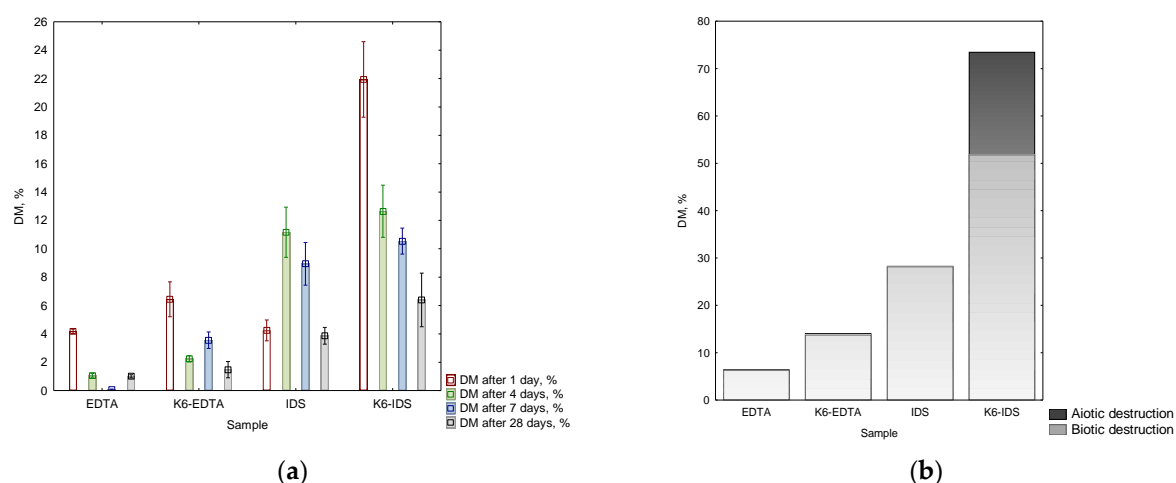 26
24
22
20
18
16
14
12
10
8
6
4
2
0
DM, %
EDTA
K6-EDTA
IDS
K6-IDS
Sample
DM after 1 day, %
DM after 4 days, %
DM after 7 days, %
DM after 28 days, %
(a)
80
70
60
50
40
30
20
10
0
DM, %
EDTA
K6-EDTA
IDS
K6-IDS
Sample
Aiotic destruction
Biotic destruction
(b)